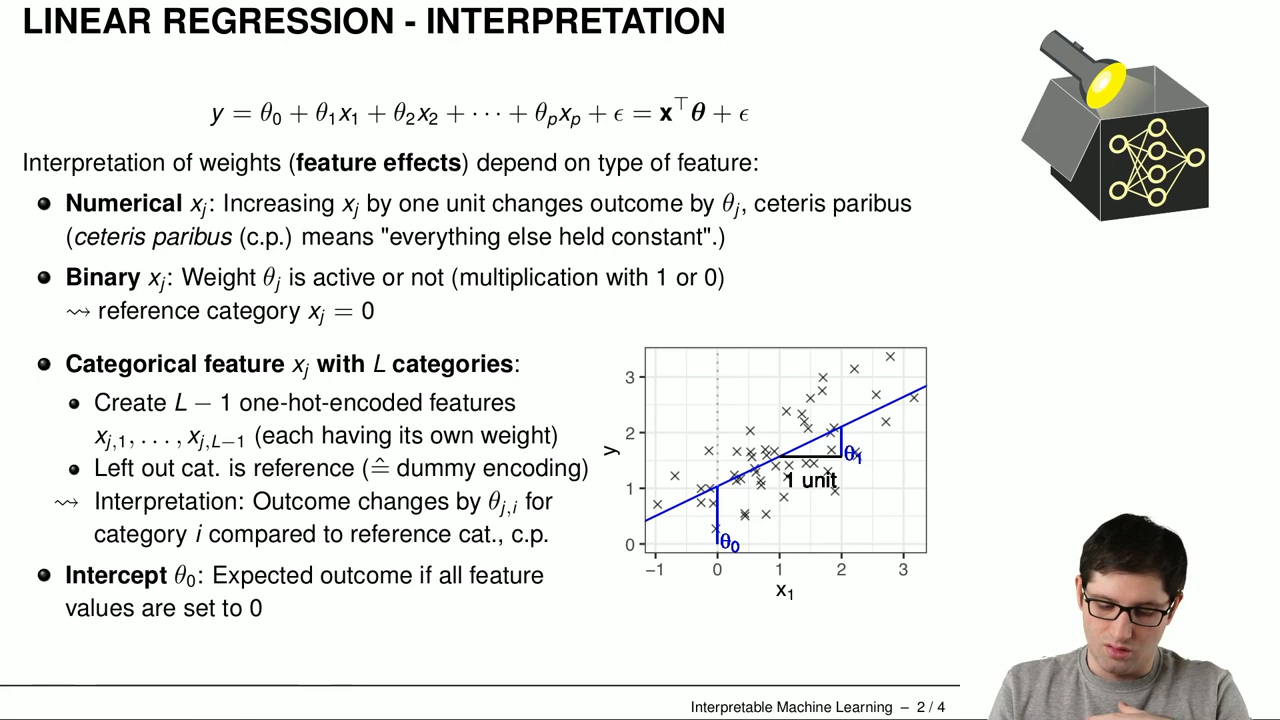 LINEAR REGRESSION - INTERPRETATION
y = θ₀ + θ₁x₁ + θ₂x₂ + ⋯ + θₚxₚ + ϵ = x⊤θ + ϵ
Interpretation of weights (feature effects) depend on type of feature:
Numerical xⱼ: Increasing xⱼ by one unit changes outcome by θⱼ, ceteris paribus
(ceteris paribus (c.p.) means "everything else held constant".)
Binary xⱼ: Weight θⱼ is active or not (multiplication with 1 or 0)
⇝ reference category xⱼ = 0
Categorical feature xⱼ with L categories:
Create L − 1 one-hot-encoded features
xⱼ,₁, . . . , xⱼ,L−1 (each having its own weight)
Left out cat. is reference (≙ dummy encoding)
⇝ Interpretation: Outcome changes by θⱼ,ᵢ for
category i compared to reference cat., c.p.
Intercept θ₀: Expected outcome if all feature
values are set to 0
3
2
1
0
y
θ₁
1 unit
θ₀
−1 0 1 2 3
x₁
Interpretable Machine Learning – 2 / 4